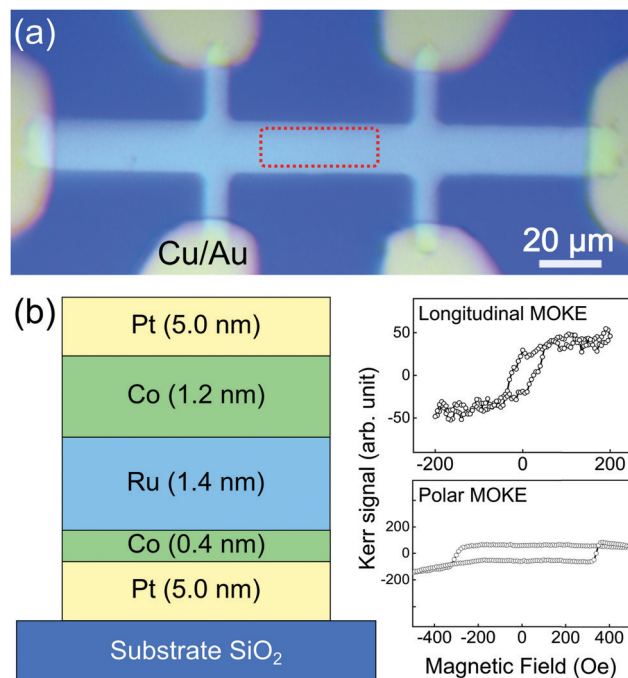 (a)
Cu/Au
20 μm
(b)
Pt (5.0 nm)
Co (1.2 nm)
Ru (1.4 nm)
Co (0.4 nm)
Pt (5.0 nm)
Substrate SiO₂
Kerr signal (arb. unit)
Longitudinal MOKE
50
0
-50
-200 0 200
Polar MOKE
200
0
-200
-400 -200 0 200 400
Magnetic Field (Oe)